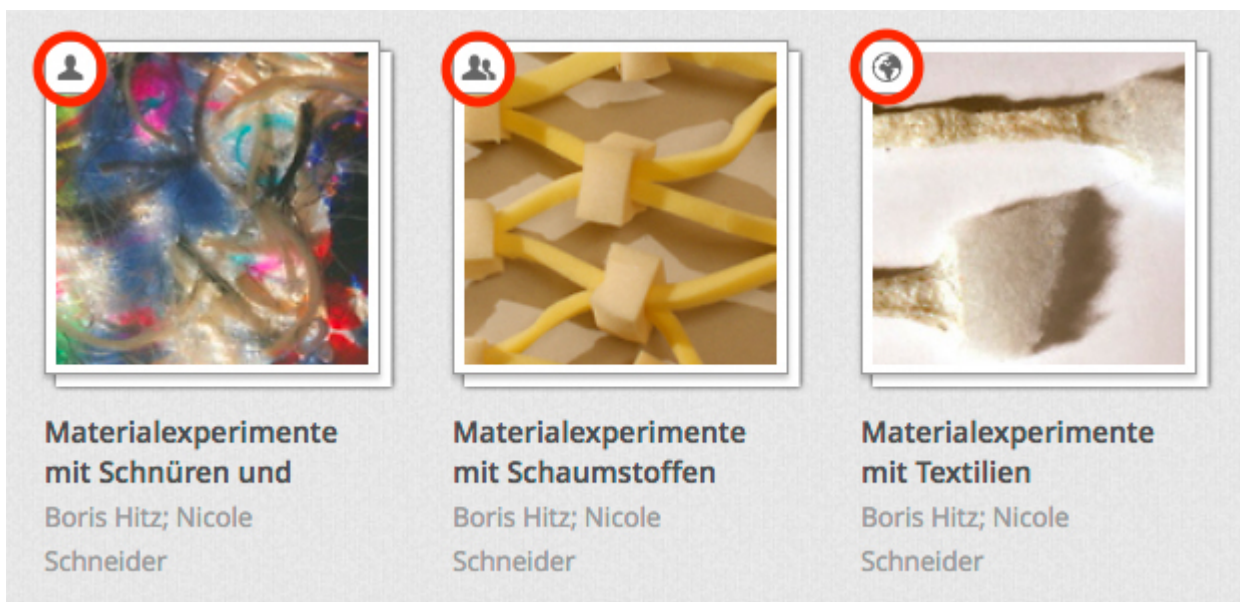 Materialexperimente
mit Schnüren und
Boris Hitz; Nicole
Schneider
Materialexperimente
mit Schaumstoffen
Boris Hitz; Nicole
Schneider
Materialexperimente
mit Textilien
Boris Hitz; Nicole
Schneider